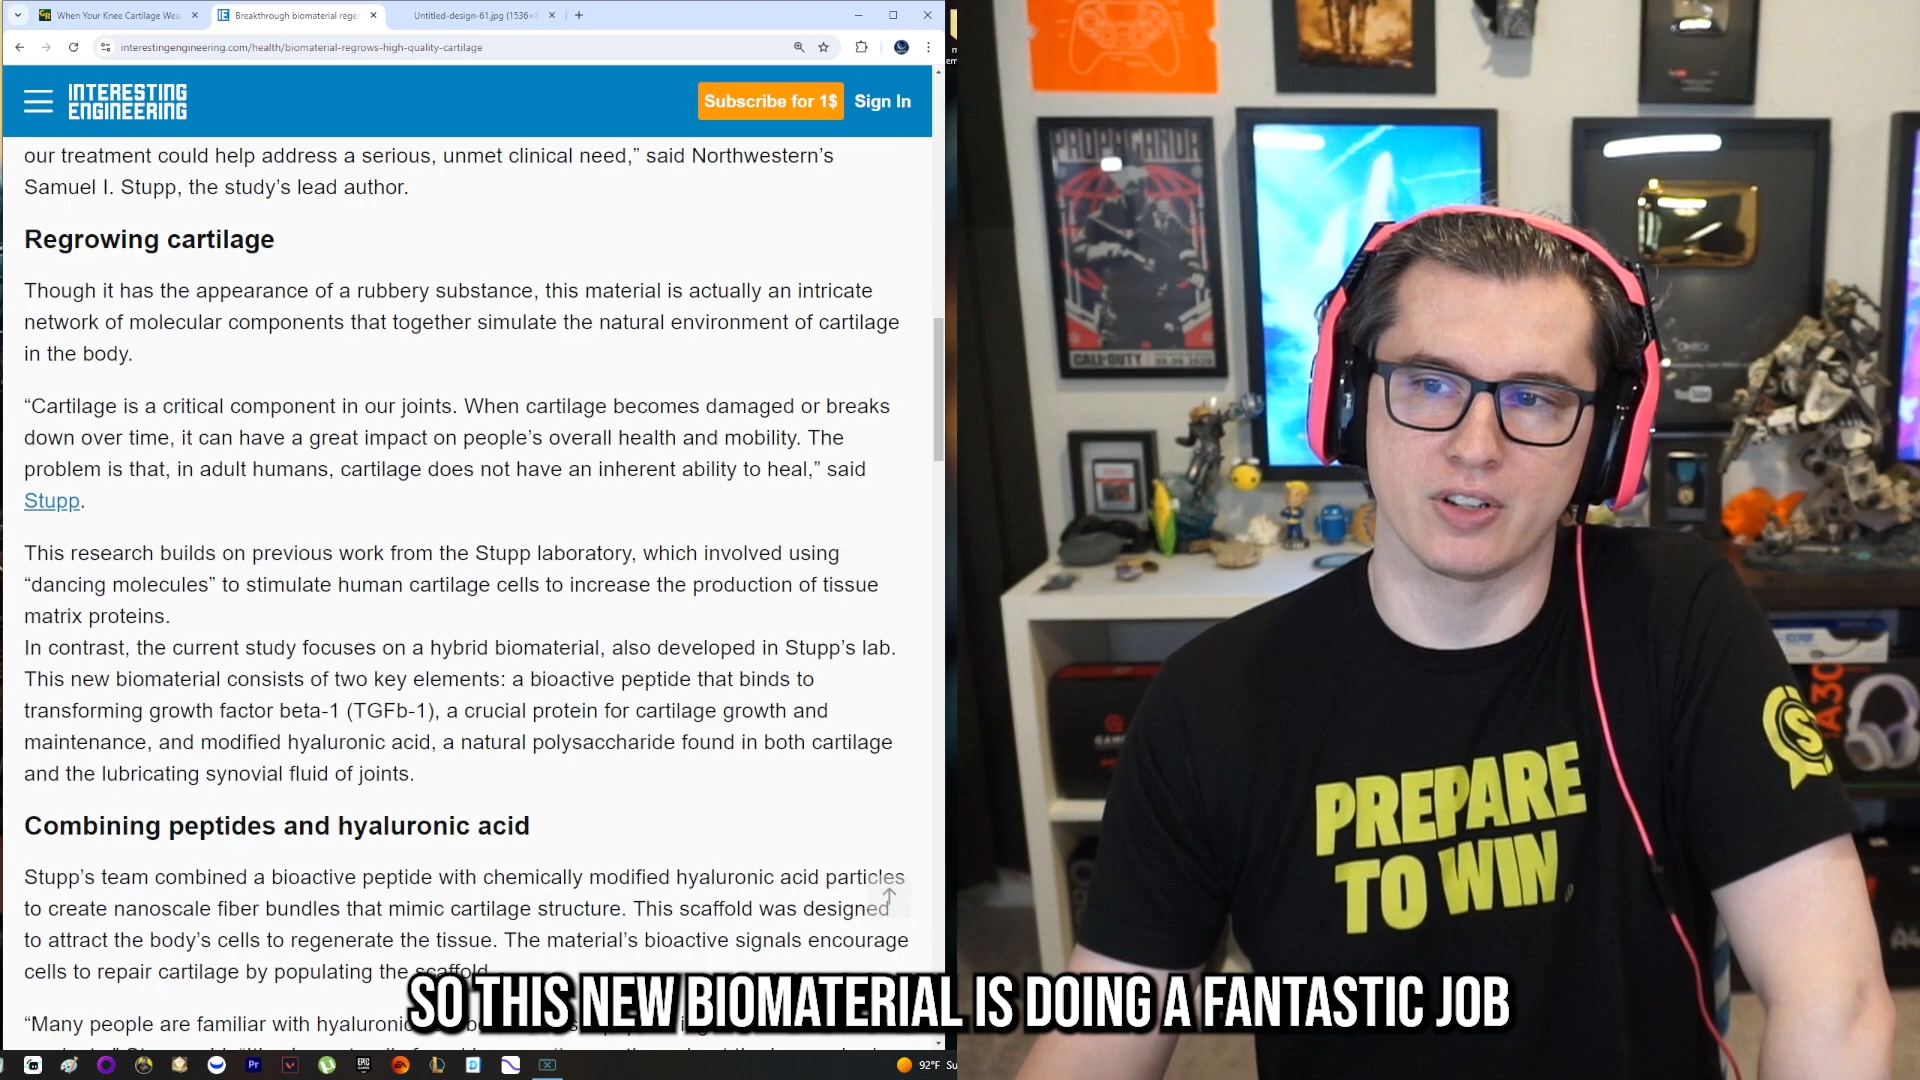 When Your Knee Cartilage Wea
Breakthrough biomaterial rege
Untitled-design-61.jpg (1536×
interestingengineering.com/health/biomaterial-regrows-high-quality-cartilage
INTERESTING
ENGINEERING
Subscribe for 1$
Sign In
our treatment could help address a serious, unmet clinical need,” said Northwestern’s
Samuel I. Stupp, the study’s lead author.
Regrowing cartilage
Though it has the appearance of a rubbery substance, this material is actually an intricate
network of molecular components that together simulate the natural environment of cartilage
in the body.
“Cartilage is a critical component in our joints. When cartilage becomes damaged or breaks
down over time, it can have a great impact on people’s overall health and mobility. The
problem is that, in adult humans, cartilage does not have an inherent ability to heal,” said
Stupp.
This research builds on previous work from the Stupp laboratory, which involved using
“dancing molecules” to stimulate human cartilage cells to increase the production of tissue
matrix proteins.
In contrast, the current study focuses on a hybrid biomaterial, also developed in Stupp’s lab.
This new biomaterial consists of two key elements: a bioactive peptide that binds to
transforming growth factor beta-1 (TGFb-1), a crucial protein for cartilage growth and
maintenance, and modified hyaluronic acid, a natural polysaccharide found in both cartilage
and the lubricating synovial fluid of joints.
Combining peptides and hyaluronic acid
Stupp’s team combined a bioactive peptide with chemically modified hyaluronic acid particles
to create nanoscale fiber bundles that mimic cartilage structure. This scaffold was designed
to attract the body’s cells to regenerate the tissue. The material’s bioactive signals encourage
cells to repair cartilage by populating the scaffold
“Many people are familiar with hyaluronic
92°F Su
PROPAGANDA
CALL OF DUTY
YouTube
PREPARE
TO WIN
S
SO THIS NEW BIOMATERIAL IS DOING A FANTASTIC JOB